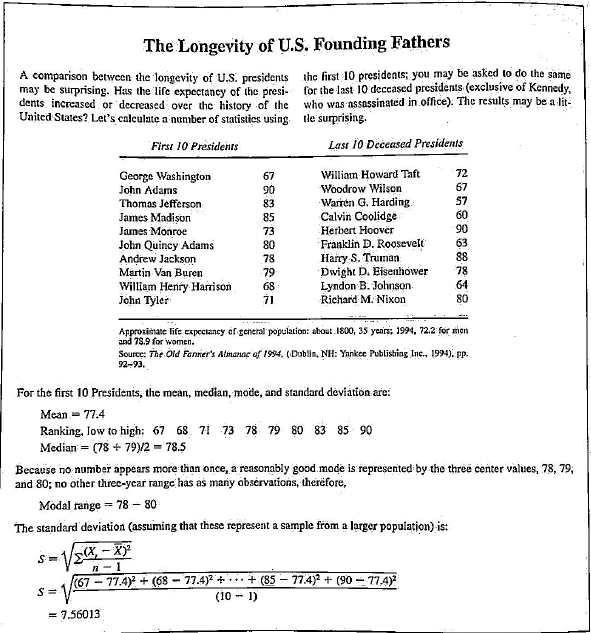 The Longevity of U.S. Founding Fathers
A comparison between the longevity of U.S. presidents
may be surprising. Has the life expectancy of the presi-
dents increased or decreased over the history of the
United States? Let's calculate a number of statistics using
the first 10 presidents; you may be asked to do the same
for the last 10 deceased presidents (exclusive of Kennedy,
who was assassinated in office). The results may be a lit-
tle surprising.
First 10 Presidents
George Washington 67
John Adams 90
Thomas Jefferson 83
James Madison 85
James Monroe 73
John Quincy Adams 80
Andrew Jackson 78
Martin Van Buren 79
William Henry Harrison 68
John Tyler 71
Last 10 Deceased Presidents
William Howard Taft 72
Woodrow Wilson 67
Warren G. Harding 57
Calvin Coolidge 60
Herbert Hoover 90
Franklin D. Roosevelt 63
Harry S. Truman 88
Dwight D. Eisenhower 78
Lyndon B. Johnson 64
Richard M. Nixon 80
Approximate life expectancy of general population: about 1800, 35 years; 1994, 72.2 for men
and 78.9 for women.
Source: The Old Farmer's Almanac of 1994, (Dublin, NH: Yankee Publishing Inc., 1994), pp.
92–93.
For the first 10 Presidents, the mean, median, mode, and standard deviation are:
Mean = 77.4
Ranking, low to high: 67 68 71 73 78 79 80 83 85 90
Median = (78 + 79)/2 = 78.5
Because no number appears more than once, a reasonably good mode is represented by the three center values, 78, 79,
and 80; no other three-year range has as many observations, therefore,
Modal range = 78 – 80
The standard deviation (assuming that these represent a sample from a larger population) is:
S = √Σ(Xᵢ – X̄)² / n – 1
S = √(67 – 77.4)² + (68 – 77.4)² + ··· + (85 – 77.4)² + (90 – 77.4)² / (10 – 1)
= 7.56013